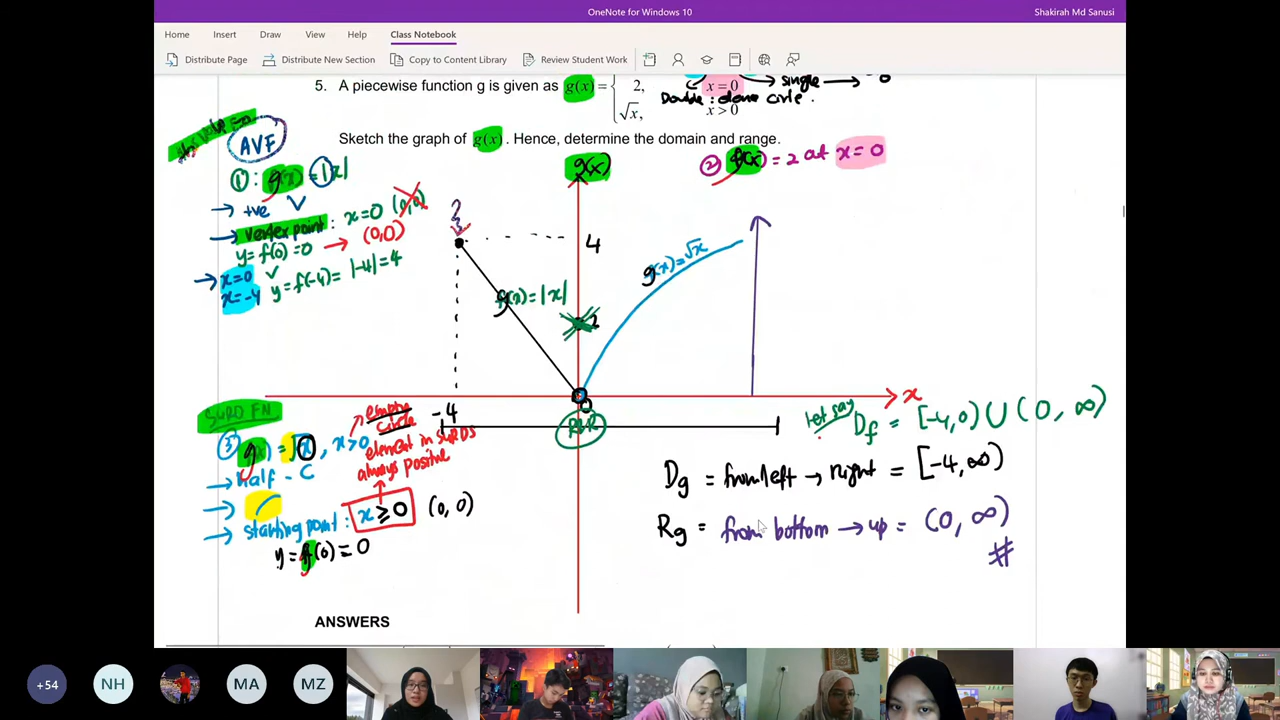 OneNote for Windows 10
Shakirah Md Sanusi
Home Insert Draw View Help Class Notebook
Distribute Page Distribute New Section Copy to Content Library Review Student Work
5. A piecewise function g is given as g(x) = { 2, x = 0
√x, x > 0
single
Double :
Sketch the graph of g(x). Hence, determine the domain and range.
AVF
① : g(x) = |x|
→ +ve V
→ vertex point : x=0 (0,0)
y= f(0) = 0 → (0,0)
→ x=0
x=-4
y= f(-4) = |-4| = 4
② f(x) = 2 at x=0
g(x)
4
2
(x) = |x|
g(x) = √x
x
-4
SURD FN
③ g(x) = √x, x>0
→ half - C
→
→ starting point : x ≥ 0 (0, 0)
y = f(0) = 0
empty
circle
element in SURDS
always positive
let say Df = [-4,0) U (0, ∞)
Dg = from left → right = [-4, ∞)
Rg = from bottom → up = (0, ∞)
#
ANSWERS
+54 NH MA MZ